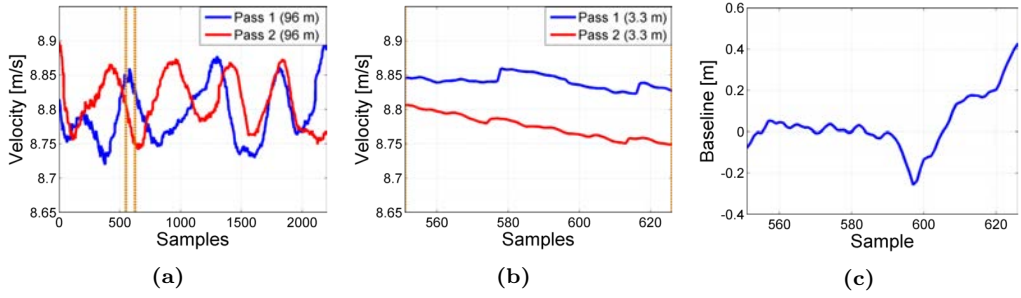 Pass 1 (96 m)
Pass 2 (96 m)
Velocity [m/s]
8.9
8.85
8.8
8.75
8.7
8.65
0 500 1000 1500 2000
Samples
(a)
Pass 1 (3.3 m)
Pass 2 (3.3 m)
Velocity [m/s]
8.9
8.85
8.8
8.75
8.7
8.65
560 580 600 620
Samples
(b)
Baseline [m]
0.6
0.4
0.2
0
-0.2
-0.4
560 580 600 620
Sample
(c)